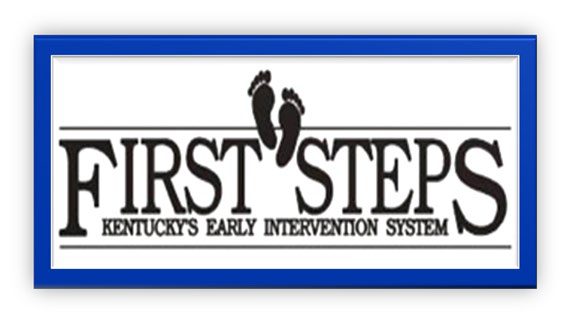 FIRST STEPS
KENTUCKY'S EARLY INTERVENTION SYSTEM